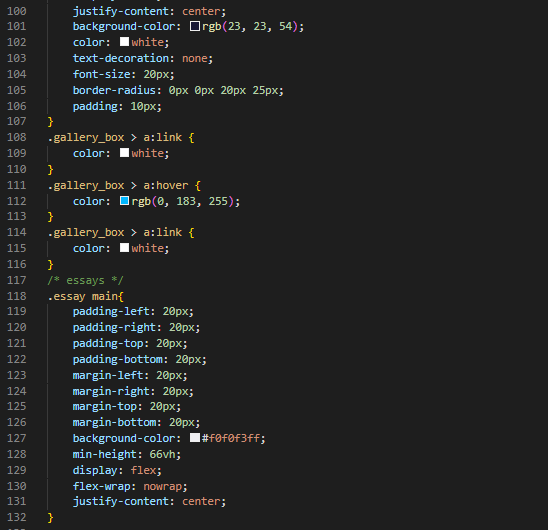 100 justify-content: center;
101 background-color: rgb(23, 23, 54);
102 color: white;
103 text-decoration: none;
104 font-size: 20px;
105 border-radius: 0px 0px 20px 25px;
106 padding: 10px;
107 }
108 .gallery_box > a:link {
109 color: white;
110 }
111 .gallery_box > a:hover {
112 color: rgb(0, 183, 255);
113 }
114 .gallery_box > a:link {
115 color: white;
116 }
117 /* essays */
118 .essay main{
119 padding-left: 20px;
120 padding-right: 20px;
121 padding-top: 20px;
122 padding-bottom: 20px;
123 margin-left: 20px;
124 margin-right: 20px;
125 margin-top: 20px;
126 margin-bottom: 20px;
127 background-color: #f0f0f3ff;
128 min-height: 66vh;
129 display: flex;
130 flex-wrap: nowrap;
131 justify-content: center;
132 }